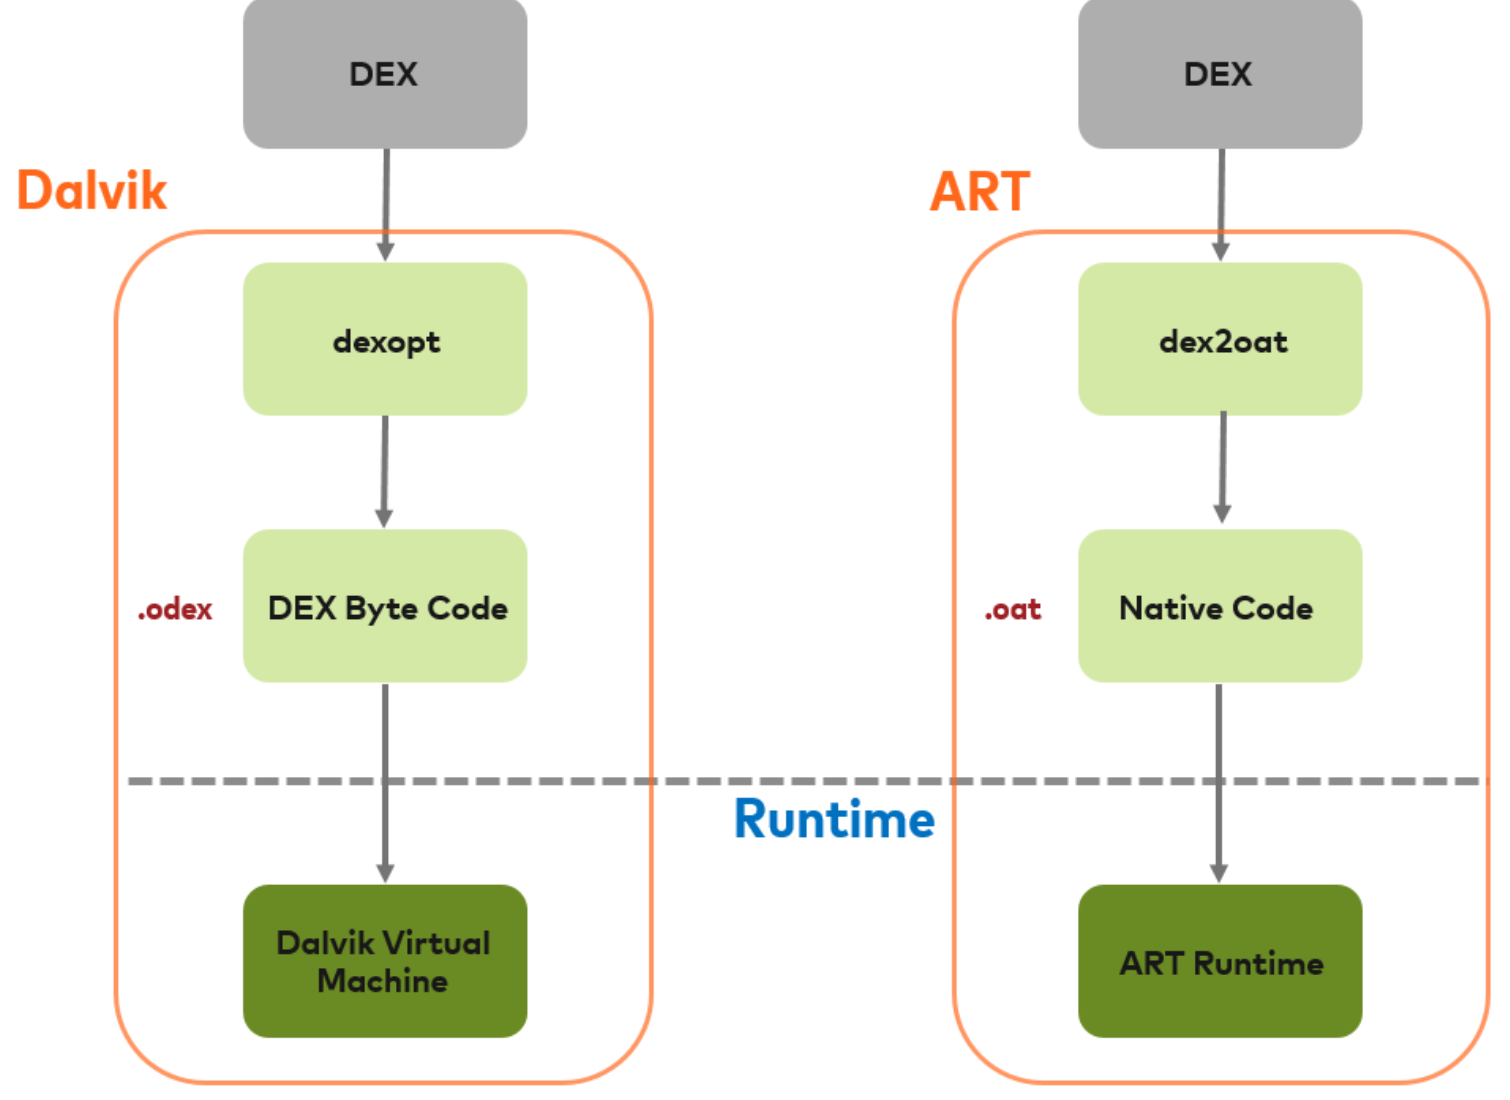 DEX
DEX
Dalvik
ART
dexopt
dex2oat
.odex
DEX Byte Code
.oat
Native Code
Runtime
Dalvik Virtual
Machine
ART Runtime